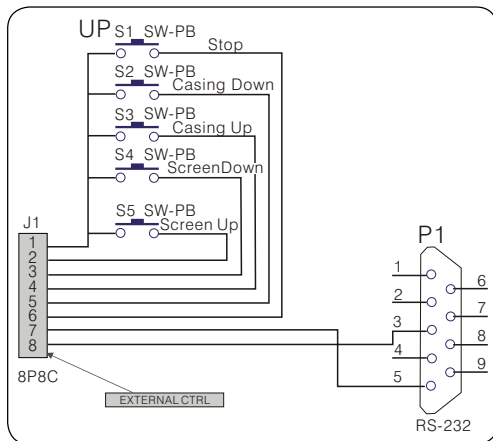 UP
S1 SW-PB
Stop
S2 SW-PB
Casing Down
S3 SW-PB
Casing Up
S4 SW-PB
ScreenDown
S5 SW-PB
Screen Up
J1
1
2
3
4
5
6
7
8
8P8C
EXTERNAL CTRL
P1
1
6
2
7
3
8
4
9
5
RS-232